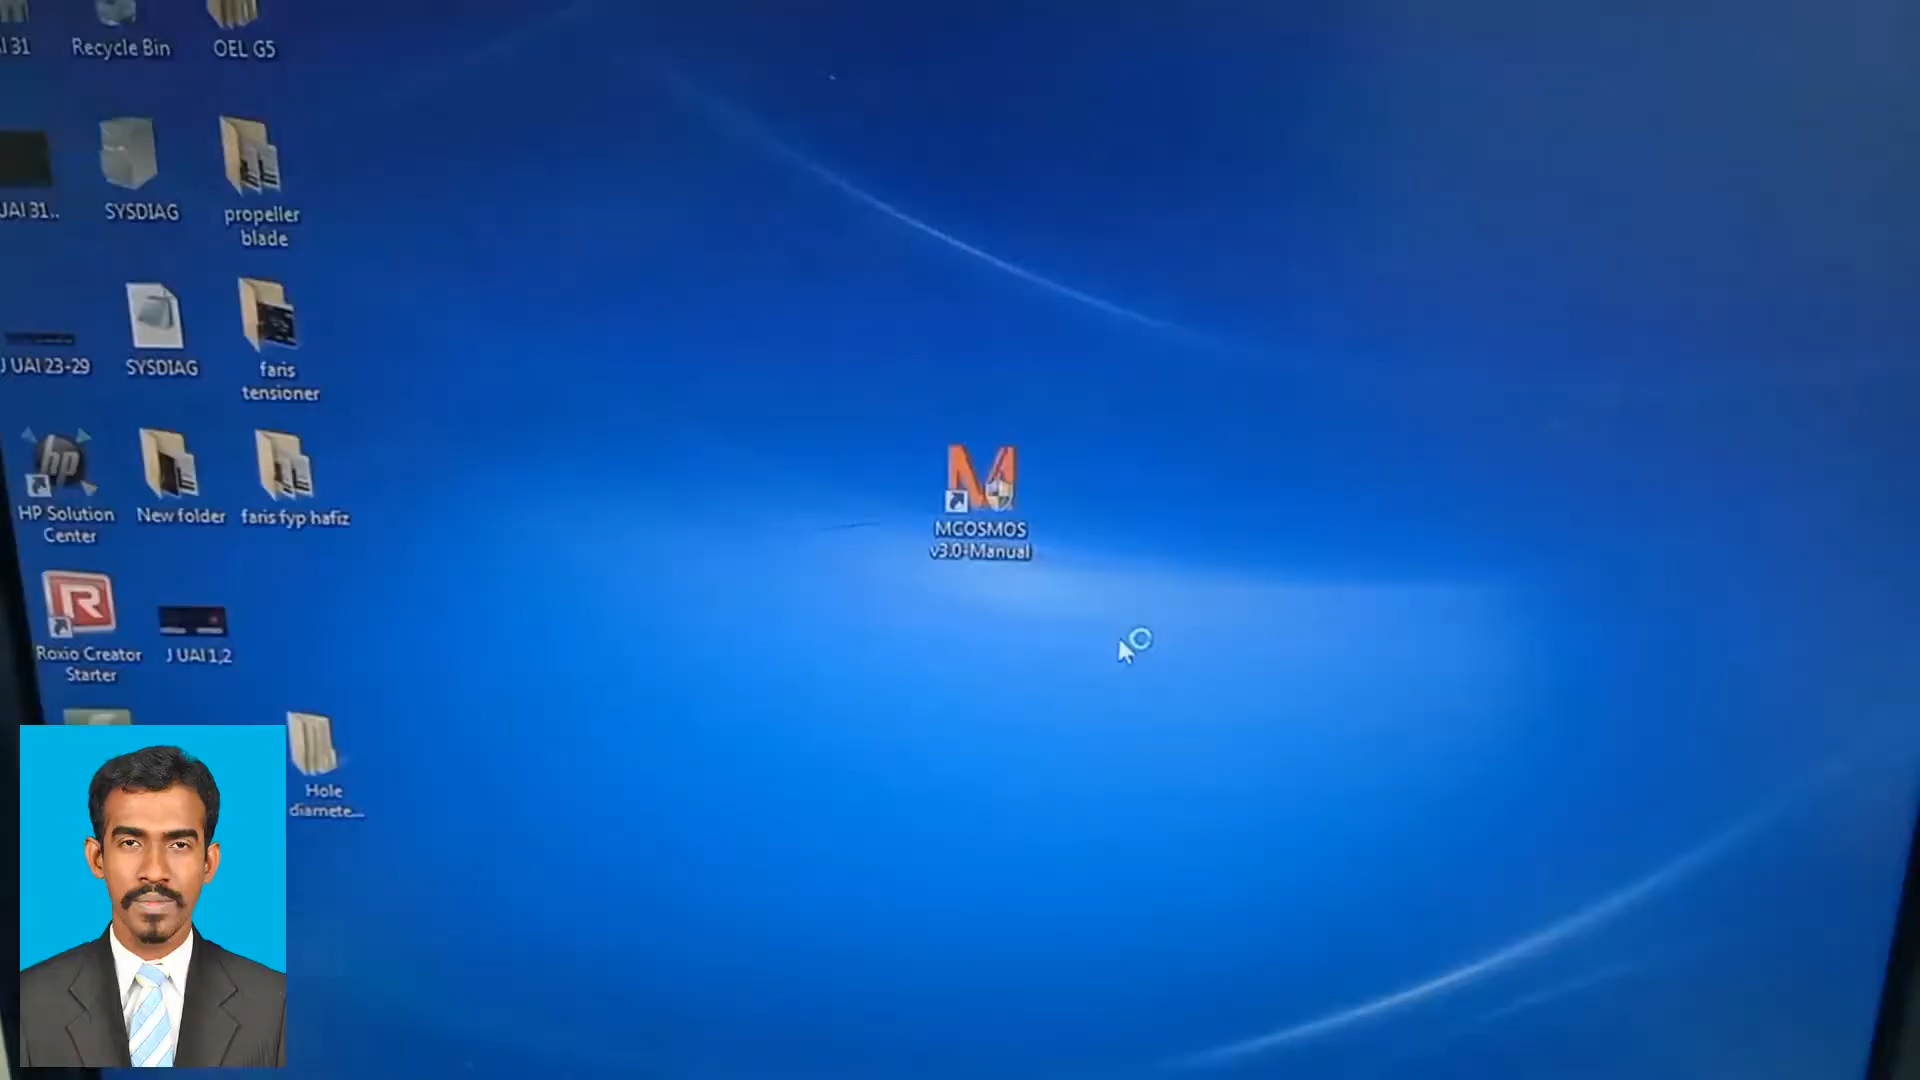 Recycle Bin
OEL G5
SYSDIAG
propeller
blade
J UAI 23-29
SYSDIAG
faris
tensioner
hp
HP Solution
Center
New folder
faris fyp hafiz
M
MCOSMOS
v3.0-Manual
R
Roxio Creator
Starter
J UAI 1,2
Hole
diamete...